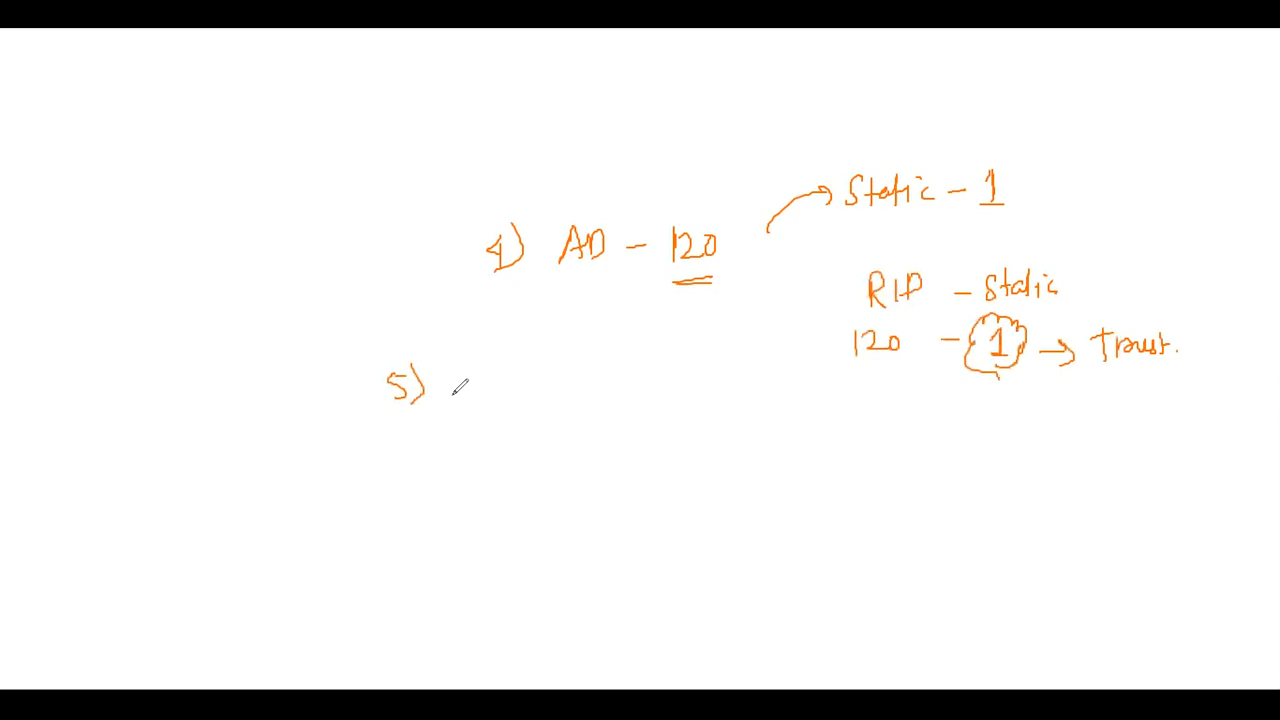 Static - 1
4) AD - 120
RIP - Static
120 - 1 → Trust.
5)